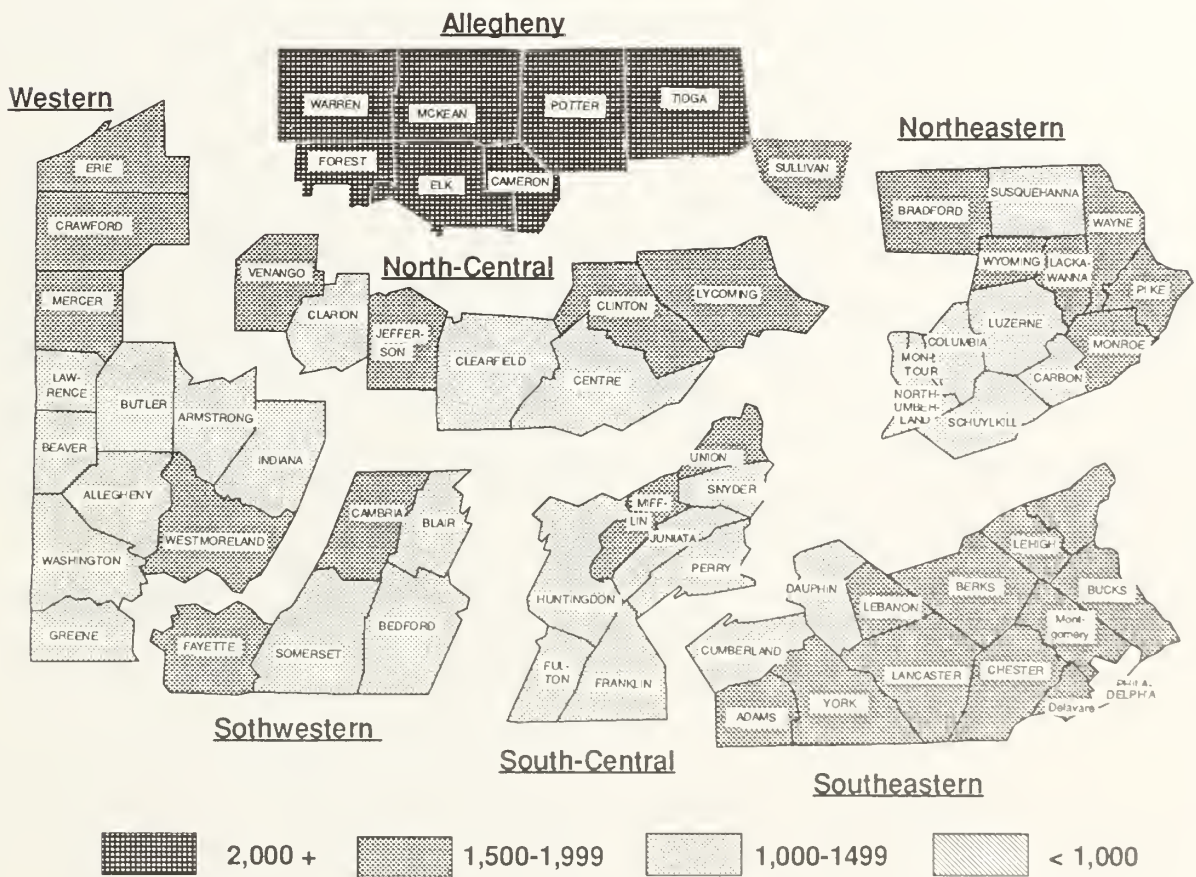 Allegheny
WARREN
MCKEAN
POTTER
TIOGA
FOREST
ELK
CAMERON
SULLIVAN
Western
ERIE
CRAWFORD
MERCER
LAW-
RENCE
BUTLER
ARMSTRONG
BEAVER
INDIANA
ALLEGHENY
WESTMORELAND
WASHINGTON
GREENE
North-Central
VENANGO
CLARION
JEFFER-
SON
CLEARFIELD
CENTRE
CLINTON
LYCOMING
Northeastern
BRADFORD
SUSQUEHANNA
WAYNE
WYOMING
LACKA-
WANNA
PIKE
LUZERNE
COLUMBIA
MONROE
MON-
TOUR
CARBON
NORTH-
UMBER-
LAND
SCHUYLKILL
CAMBRIA
BLAIR
FAYETTE
SOMERSET
BEDFORD
Sothwestern
UNION
SNYDER
MIFF-
LIN
JUNIATA
PERRY
HUNTINGDON
FUL-
TON
FRANKLIN
South-Central
LEHIGH
DAUPHIN
LEBANON
BERKS
BUCKS
Mont-
gomery
CUMBERLAND
LANCASTER
CHESTER
PHILA-
DELPHA
Delaware
ADAMS
YORK
Southeastern
2,000 +
1,500-1,999
1,000-1499
< 1,000